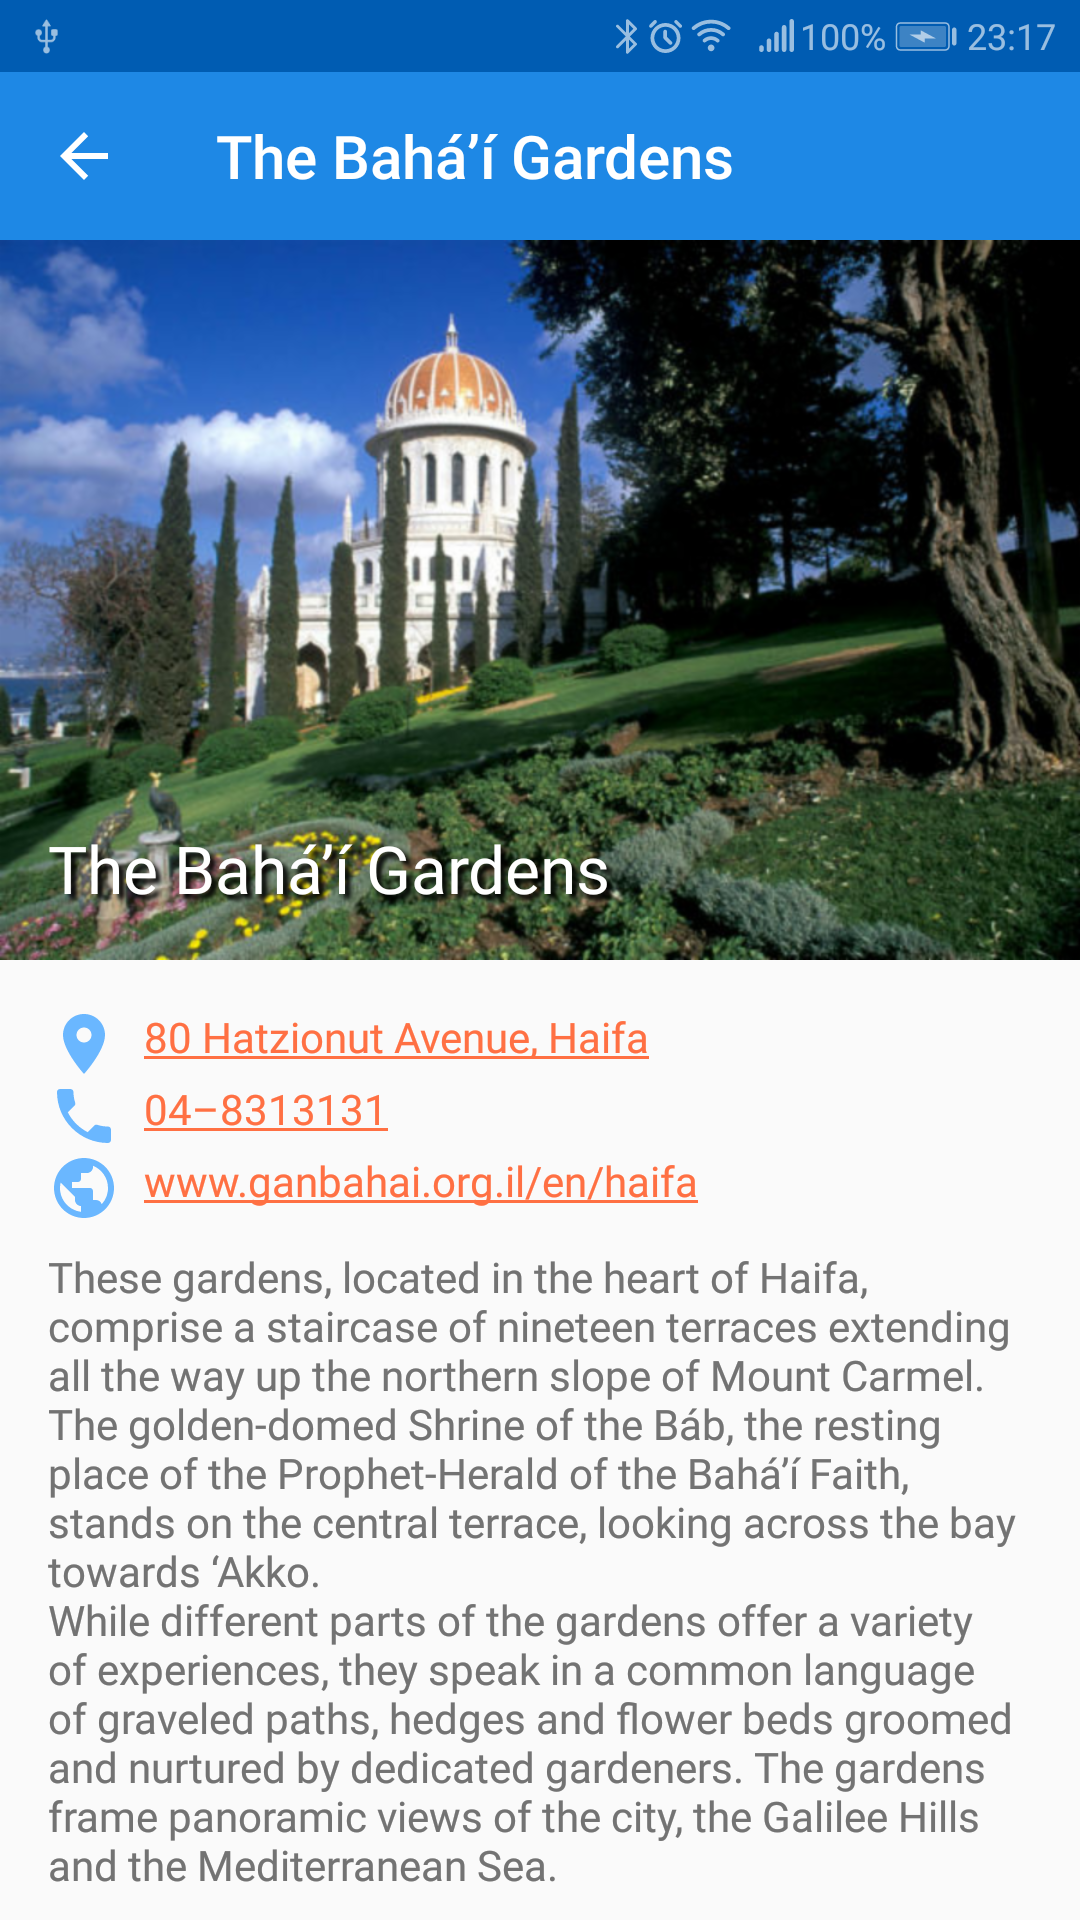 100% 23:17
The Bahá’í Gardens
The Bahá’í Gardens
80 Hatzionut Avenue, Haifa
04–8313131
www.ganbahai.org.il/en/haifa
These gardens, located in the heart of Haifa,
comprise a staircase of nineteen terraces extending
all the way up the northern slope of Mount Carmel.
The golden-domed Shrine of the Báb, the resting
place of the Prophet-Herald of the Bahá’í Faith,
stands on the central terrace, looking across the bay
towards ‘Akko.
While different parts of the gardens offer a variety
of experiences, they speak in a common language
of graveled paths, hedges and flower beds groomed
and nurtured by dedicated gardeners. The gardens
frame panoramic views of the city, the Galilee Hills
and the Mediterranean Sea.